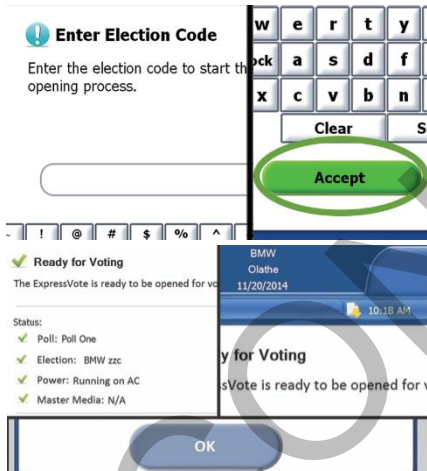 Enter Election Code
Enter the election code to start th
opening process.
w e r t y
ock a s d f
x c v b n
Clear S
Accept
~ ! @ # $ % ^
Ready for Voting
The ExpressVote is ready to be opened for vo
Status:
Poll: Poll One
Election: BMW zzc
Power: Running on AC
Master Media: N/A
BMW
Olathe
11/20/2014
10:18 AM
y for Voting
sVote is ready to be opened for v
OK